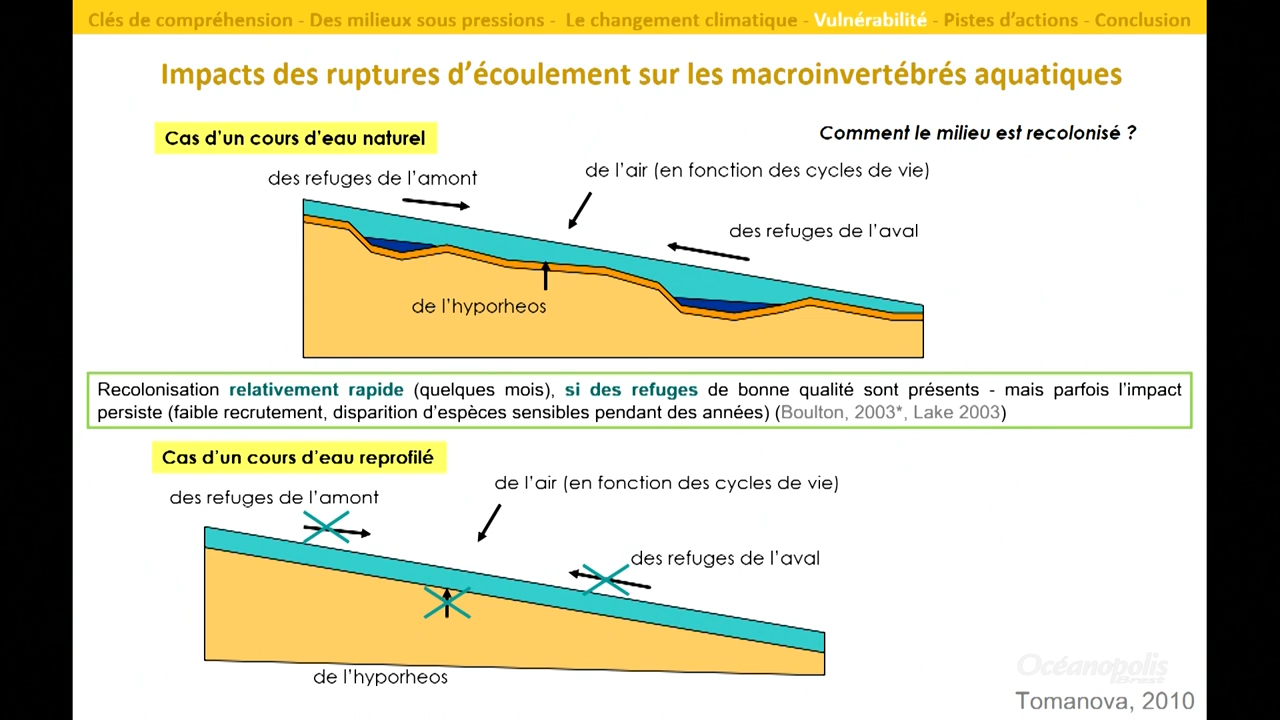 Clés de compréhension - Des milieux sous pressions - Le changement climatique - Vulnérabilité - Pistes d'actions - Conclusion
Impacts des ruptures d'écoulement sur les macroinvertébrés aquatiques
Cas d'un cours d'eau naturel
Comment le milieu est recolonisé ?
des refuges de l'amont
de l'air (en fonction des cycles de vie)
des refuges de l'aval
de l'hyporheos
Recolonisation relativement rapide (quelques mois), si des refuges de bonne qualité sont présents - mais parfois l'impact
persiste (faible recrutement, disparition d'espèces sensibles pendant des années) (Boulton, 2003*, Lake 2003)
Cas d'un cours d'eau reprofilé
des refuges de l'amont
de l'air (en fonction des cycles de vie)
des refuges de l'aval
de l'hyporheos
Océanopolis
Brest
Tomanova, 2010